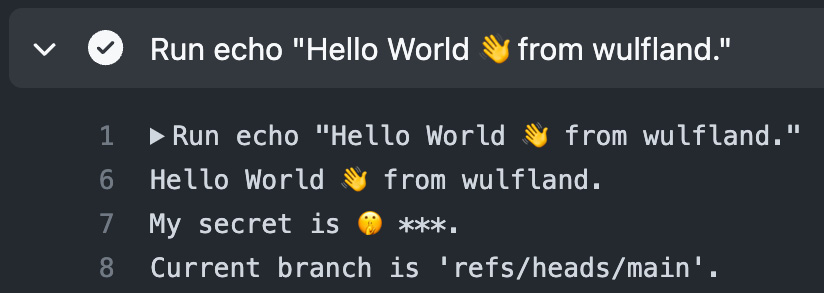 Run echo "Hello World 👋 from wulfland."
1 ▶ Run echo "Hello World 👋 from wulfland."
6 Hello World 👋 from wulfland.
7 My secret is 🤫 ***.
8 Current branch is 'refs/heads/main'.